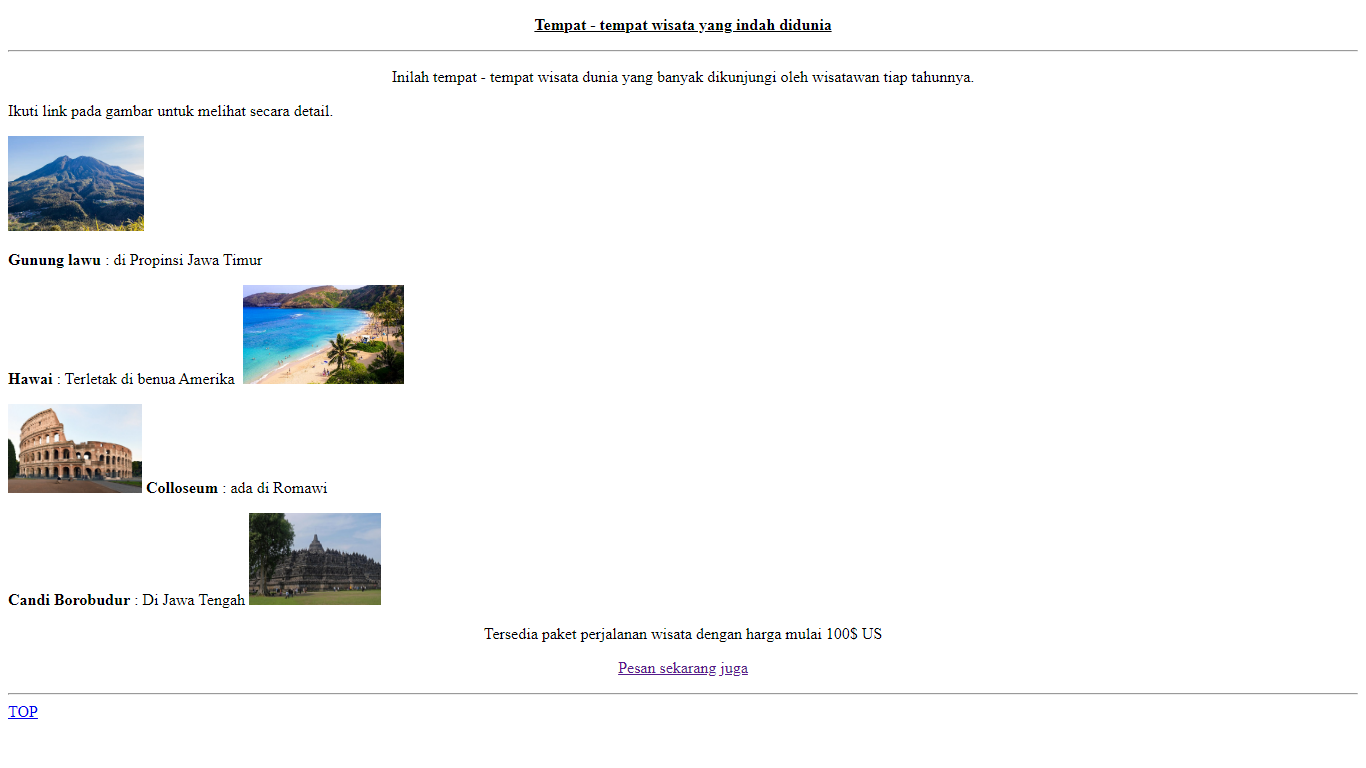 Tempat - tempat wisata yang indah didunia
Inilah tempat - tempat wisata dunia yang banyak dikunjungi oleh wisatawan tiap tahunnya.
Ikuti link pada gambar untuk melihat secara detail.
Gunung lawu : di Propinsi Jawa Timur
Hawai : Terletak di benua Amerika
Colloseum : ada di Romawi
Candi Borobudur : Di Jawa Tengah
Tersedia paket perjalanan wisata dengan harga mulai 100$ US
Pesan sekarang juga
TOP